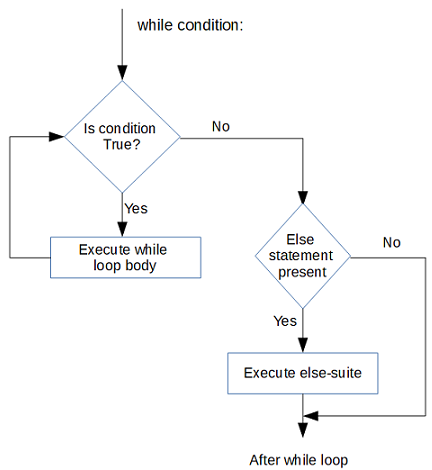 while condition:
Is condition
True?
No
Yes
Execute while
loop body
Else
statement
present
No
Yes
Execute else-suite
After while loop